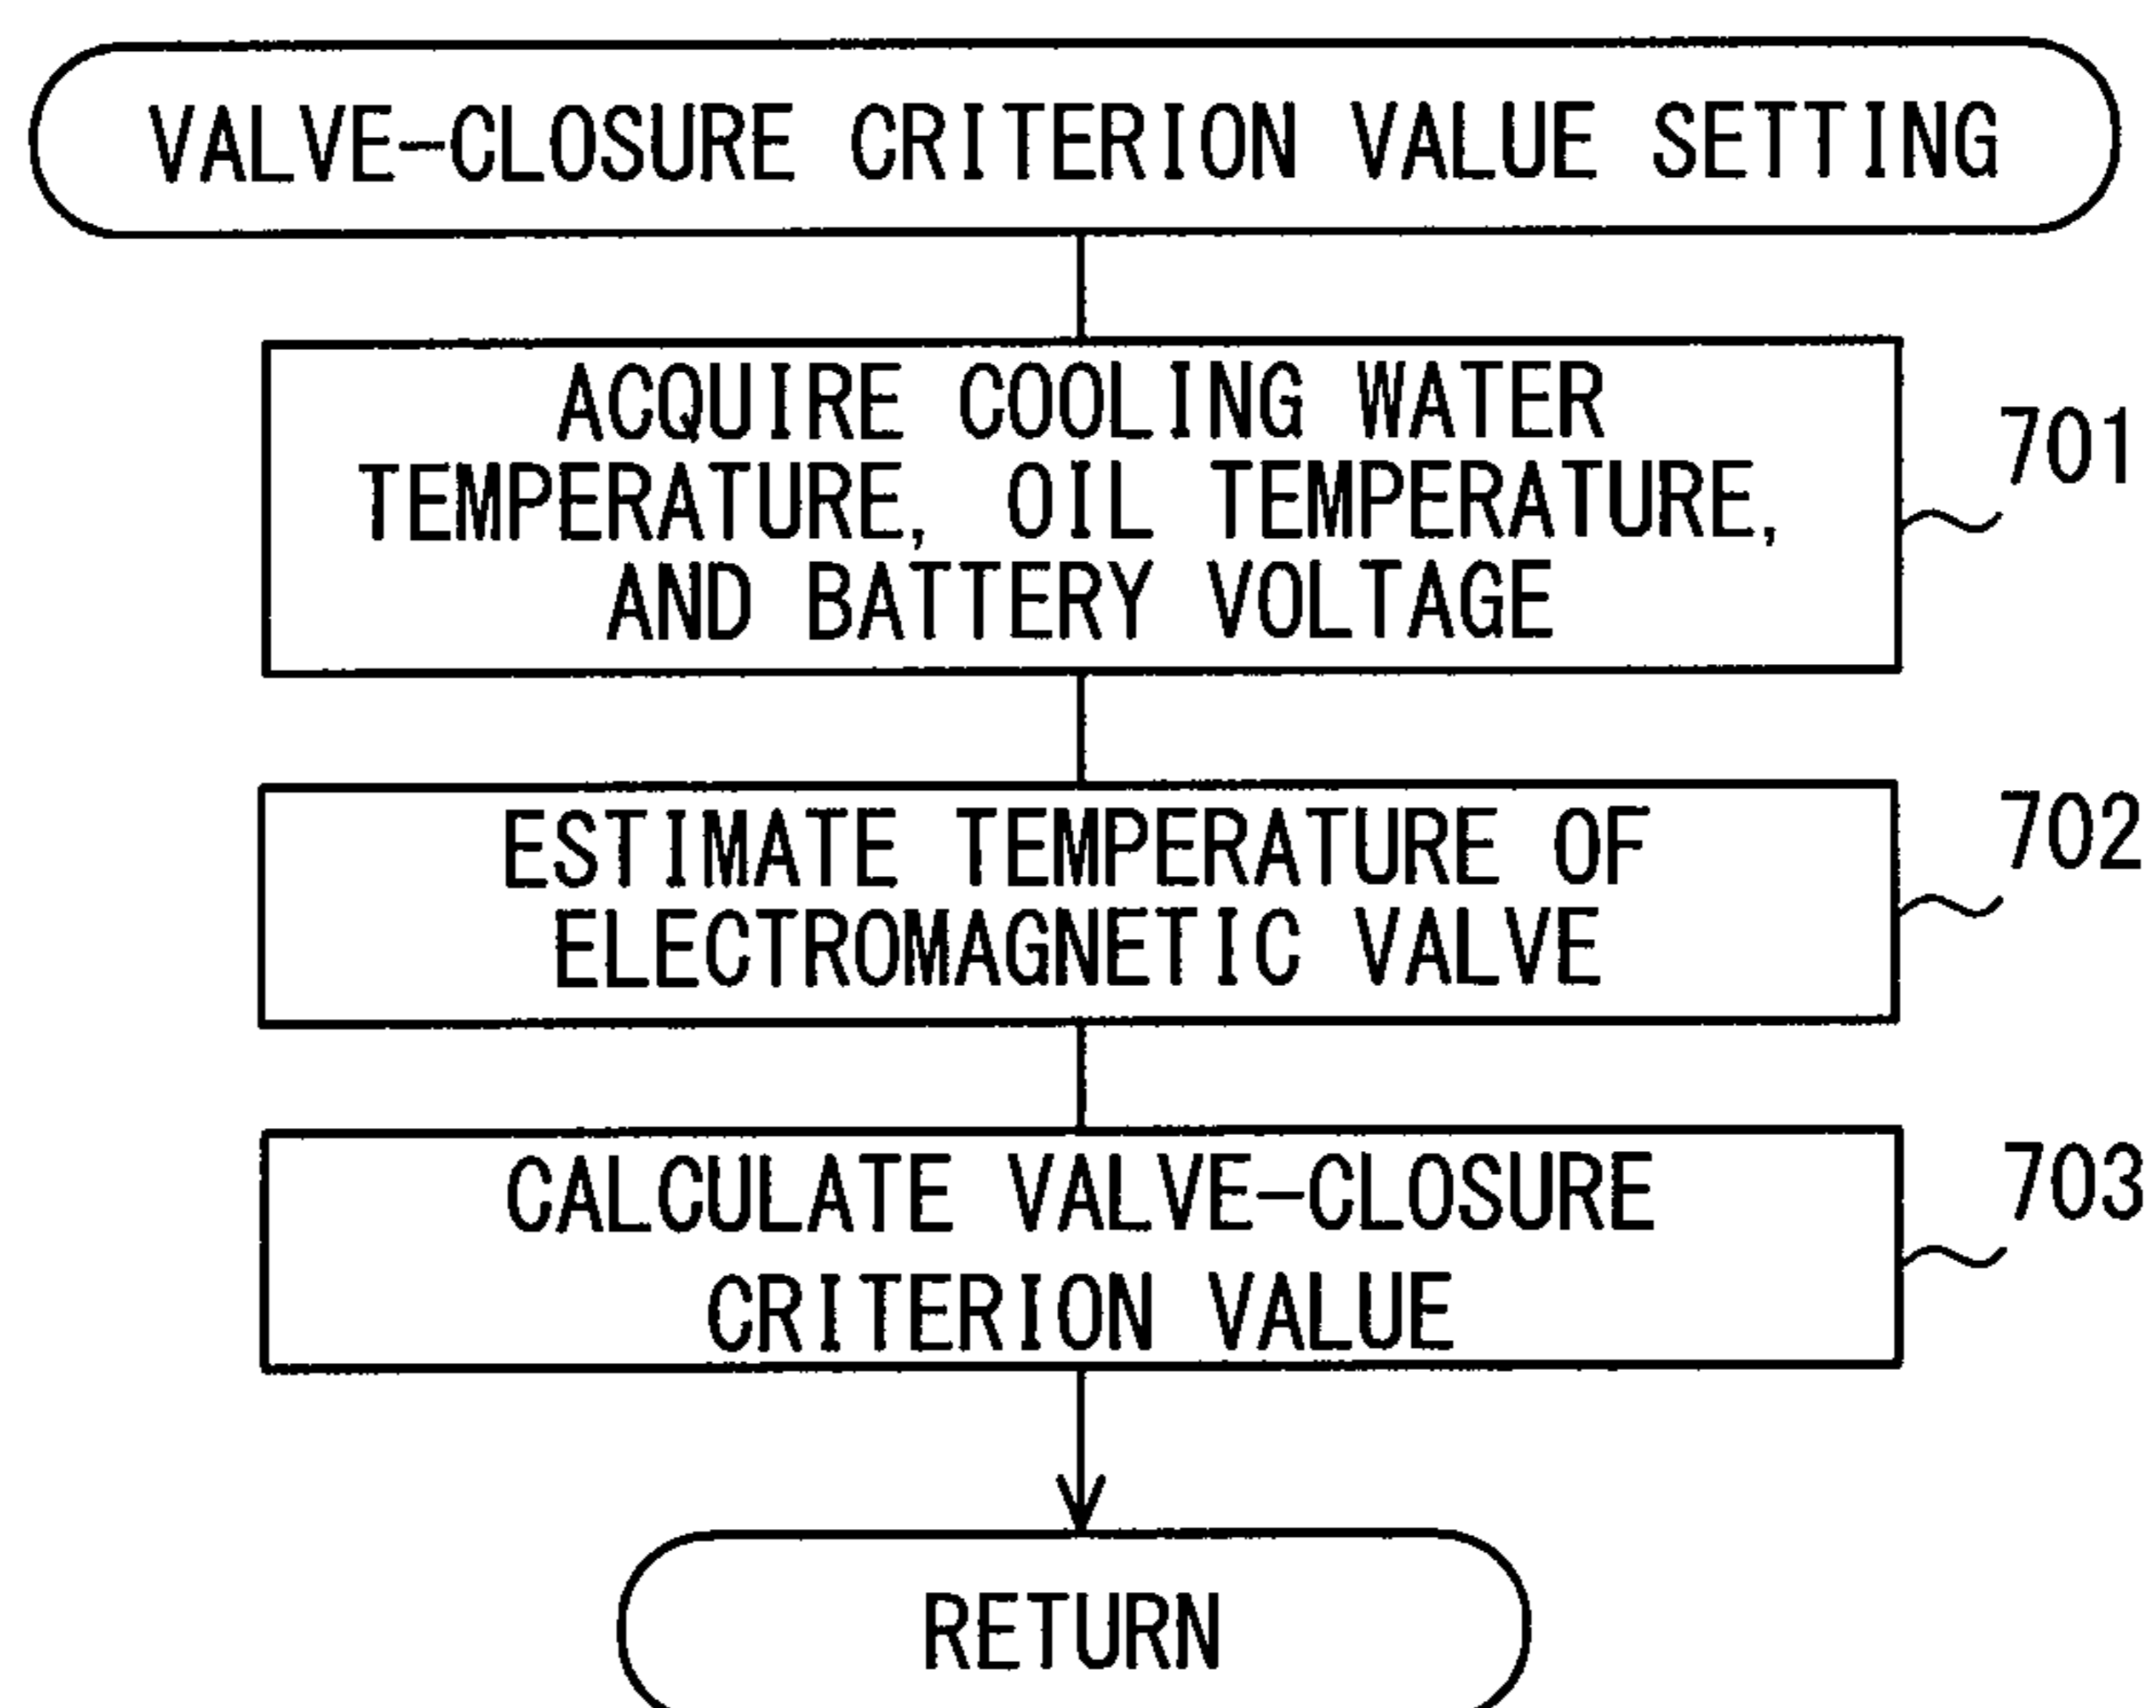 VALVE-CLOSURE CRITERION VALUE SETTING
ACQUIRE COOLING WATER
TEMPERATURE, OIL TEMPERATURE,
AND BATTERY VOLTAGE
701
ESTIMATE TEMPERATURE OF
ELECTROMAGNETIC VALVE
702
CALCULATE VALVE-CLOSURE
CRITERION VALUE
703
RETURN